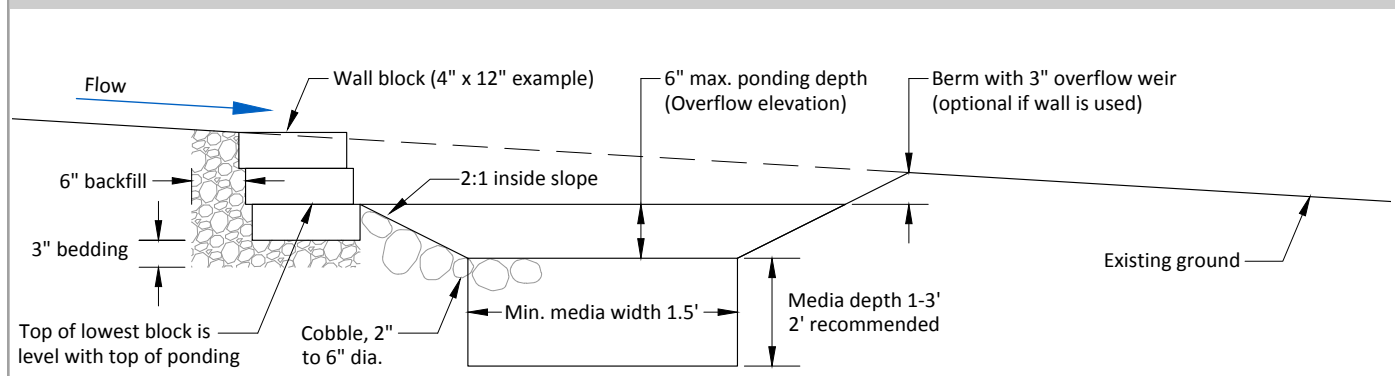 Flow
Wall block (4" x 12" example)
6" max. ponding depth
(Overflow elevation)
Berm with 3" overflow weir
(optional if wall is used)
6" backfill
2:1 inside slope
3" bedding
Existing ground
Top of lowest block is
level with top of ponding
Cobble, 2"
to 6" dia.
Min. media width 1.5'
Media depth 1-3'
2' recommended